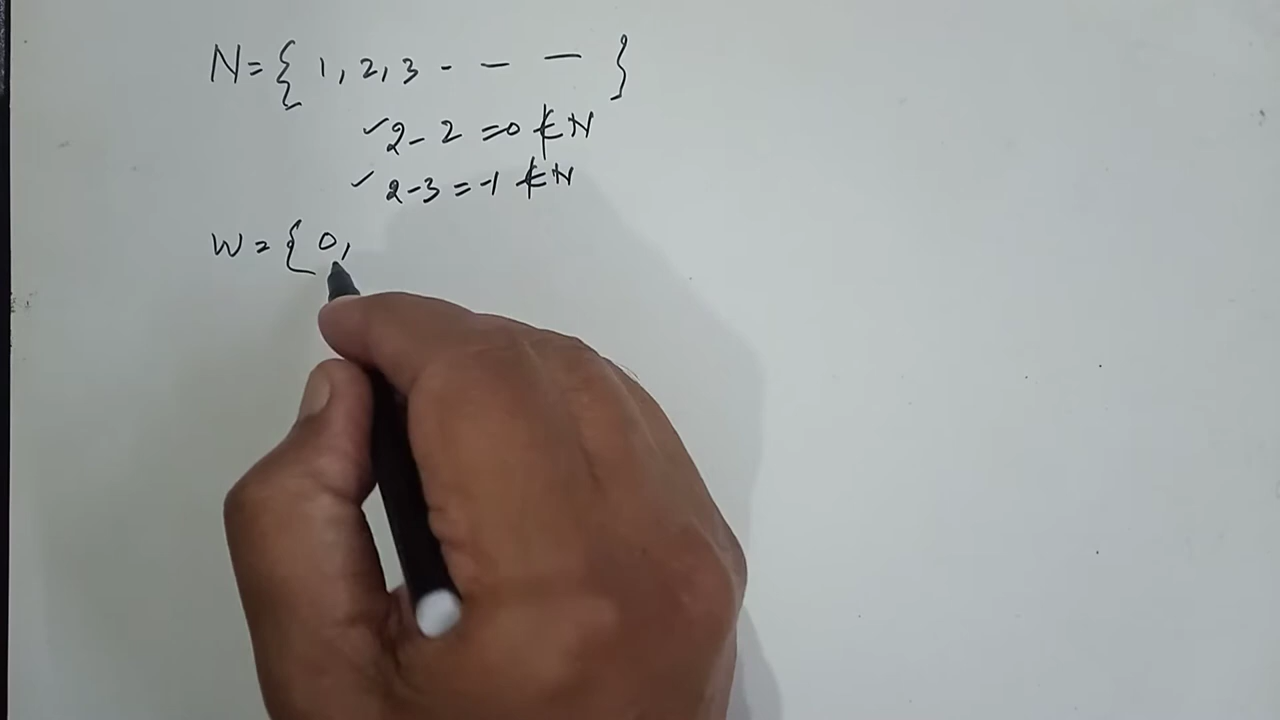 N = { 1, 2, 3 - - - }
✓ 2 - 2 = 0 ∉ N
✓ 2 - 3 = -1 ∉ N
W = { 0,